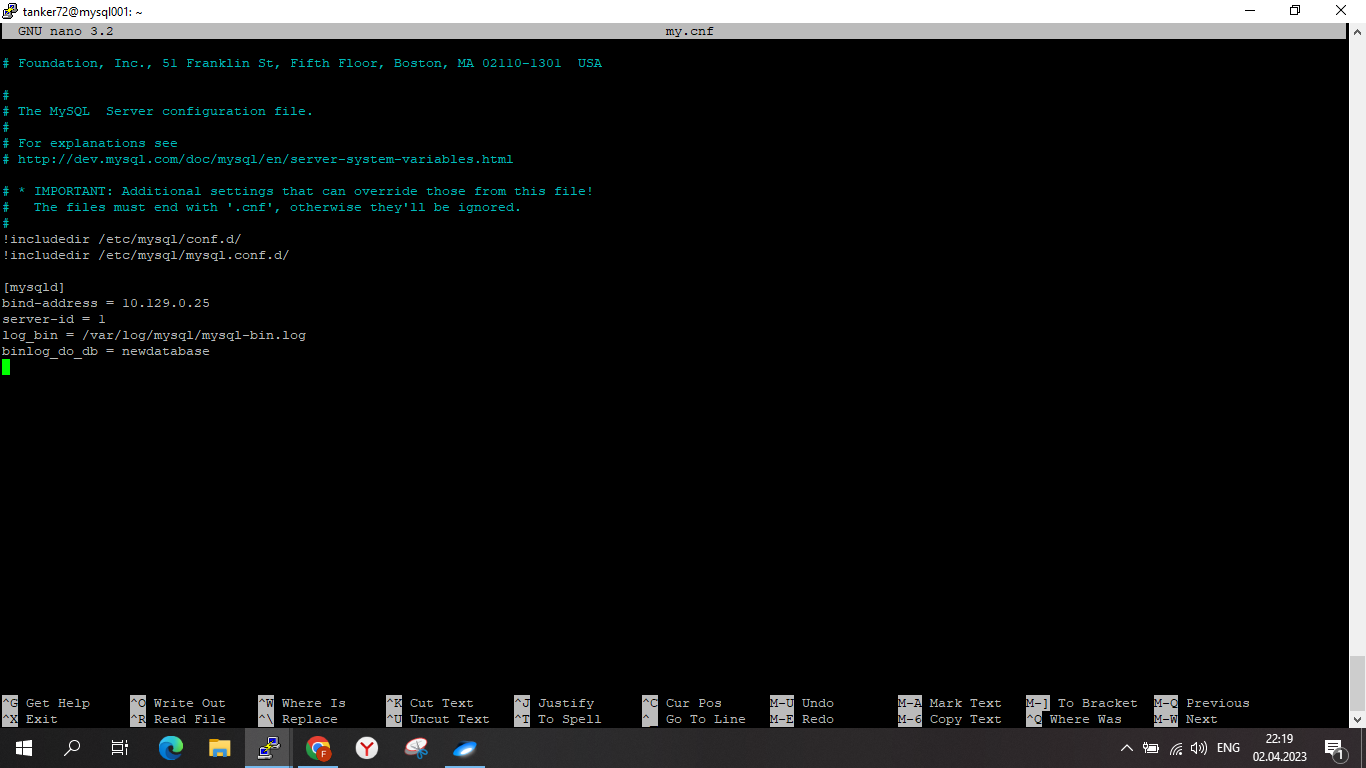 tanker72@mysql001: ~
GNU nano 3.2 my.cnf
# Foundation, Inc., 51 Franklin St, Fifth Floor, Boston, MA 02110-1301  USA
#
# The MySQL  Server configuration file.
#
# For explanations see
# http://dev.mysql.com/doc/mysql/en/server-system-variables.html
# * IMPORTANT: Additional settings that can override those from this file!
#   The files must end with '.cnf', otherwise they'll be ignored.
#
!includedir /etc/mysql/conf.d/
!includedir /etc/mysql/mysql.conf.d/
[mysqld]
bind-address = 10.129.0.25
server-id = 1
log_bin = /var/log/mysql/mysql-bin.log
binlog_do_db = newdatabase
^G Get Help ^O Write Out ^W Where Is ^K Cut Text ^J Justify ^C Cur Pos M-U Undo M-A Mark Text M-] To Bracket M-Q Previous
^X Exit ^R Read File ^\ Replace ^U Uncut Text ^T To Spell ^_ Go To Line M-E Redo M-6 Copy Text ^Q Where Was M-W Next
F
Y
ENG
22:19
02.04.2023
1